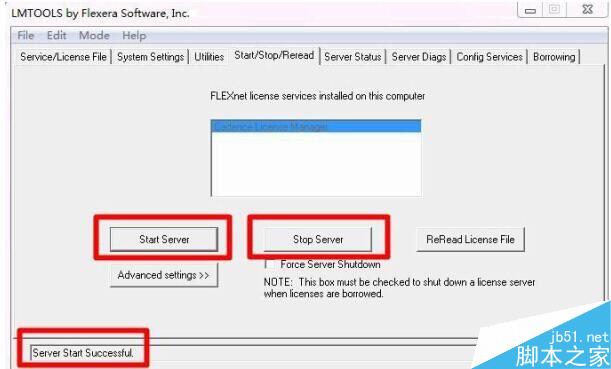 LMTOOLS by Flexera Software, Inc.
File Edit Mode Help
Service/License File System Settings Utilities Start/Stop/Reread Server Status Server Diags Config Services Borrowing
FLEXnet license services installed on this computer
Cadence License Manager
Start Server Stop Server ReRead License File
Advanced settings >>
Force Server Shutdown
NOTE: This box must be checked to shut down a license server
when licenses are borrowed.
Server Start Successful.
jb51.net
脚本之家